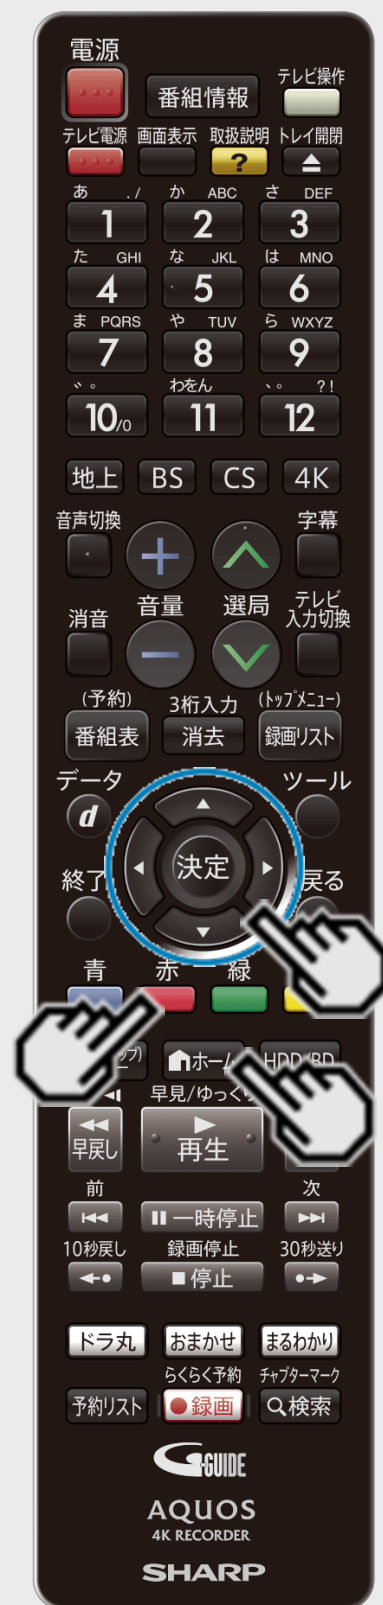 電源
番組情報
テレビ操作
テレビ電源 画面表示 取扱説明 トレイ開閉
?
あ ./ か ABC さ DEF
1 2 3
た GHI な JKL は MNO
4 5 6
ま PQRS や TUV ら WXYZ
7 8 9
゛゜ わをん 、。 ?!
10/0 11 12
地上 BS CS 4K
音声切換 字幕
音量 選局
消音 テレビ入力切換
(予約) 3桁入力 (トップメニュー)
番組表 消去 録画リスト
データ ツール
d
決定
終了 戻る
青 赤 緑
ップ) ホーム HDD/BD
早見/ゆっくり
早戻し 再生
前 次
一時停止
10秒戻し 録画停止 30秒送り
停止
ドラ丸 おまかせ まるわかり
らくらく予約 チャプターマーク
予約リスト 録画 検索
G-GUIDE
AQUOS
4K RECORDER
SHARP